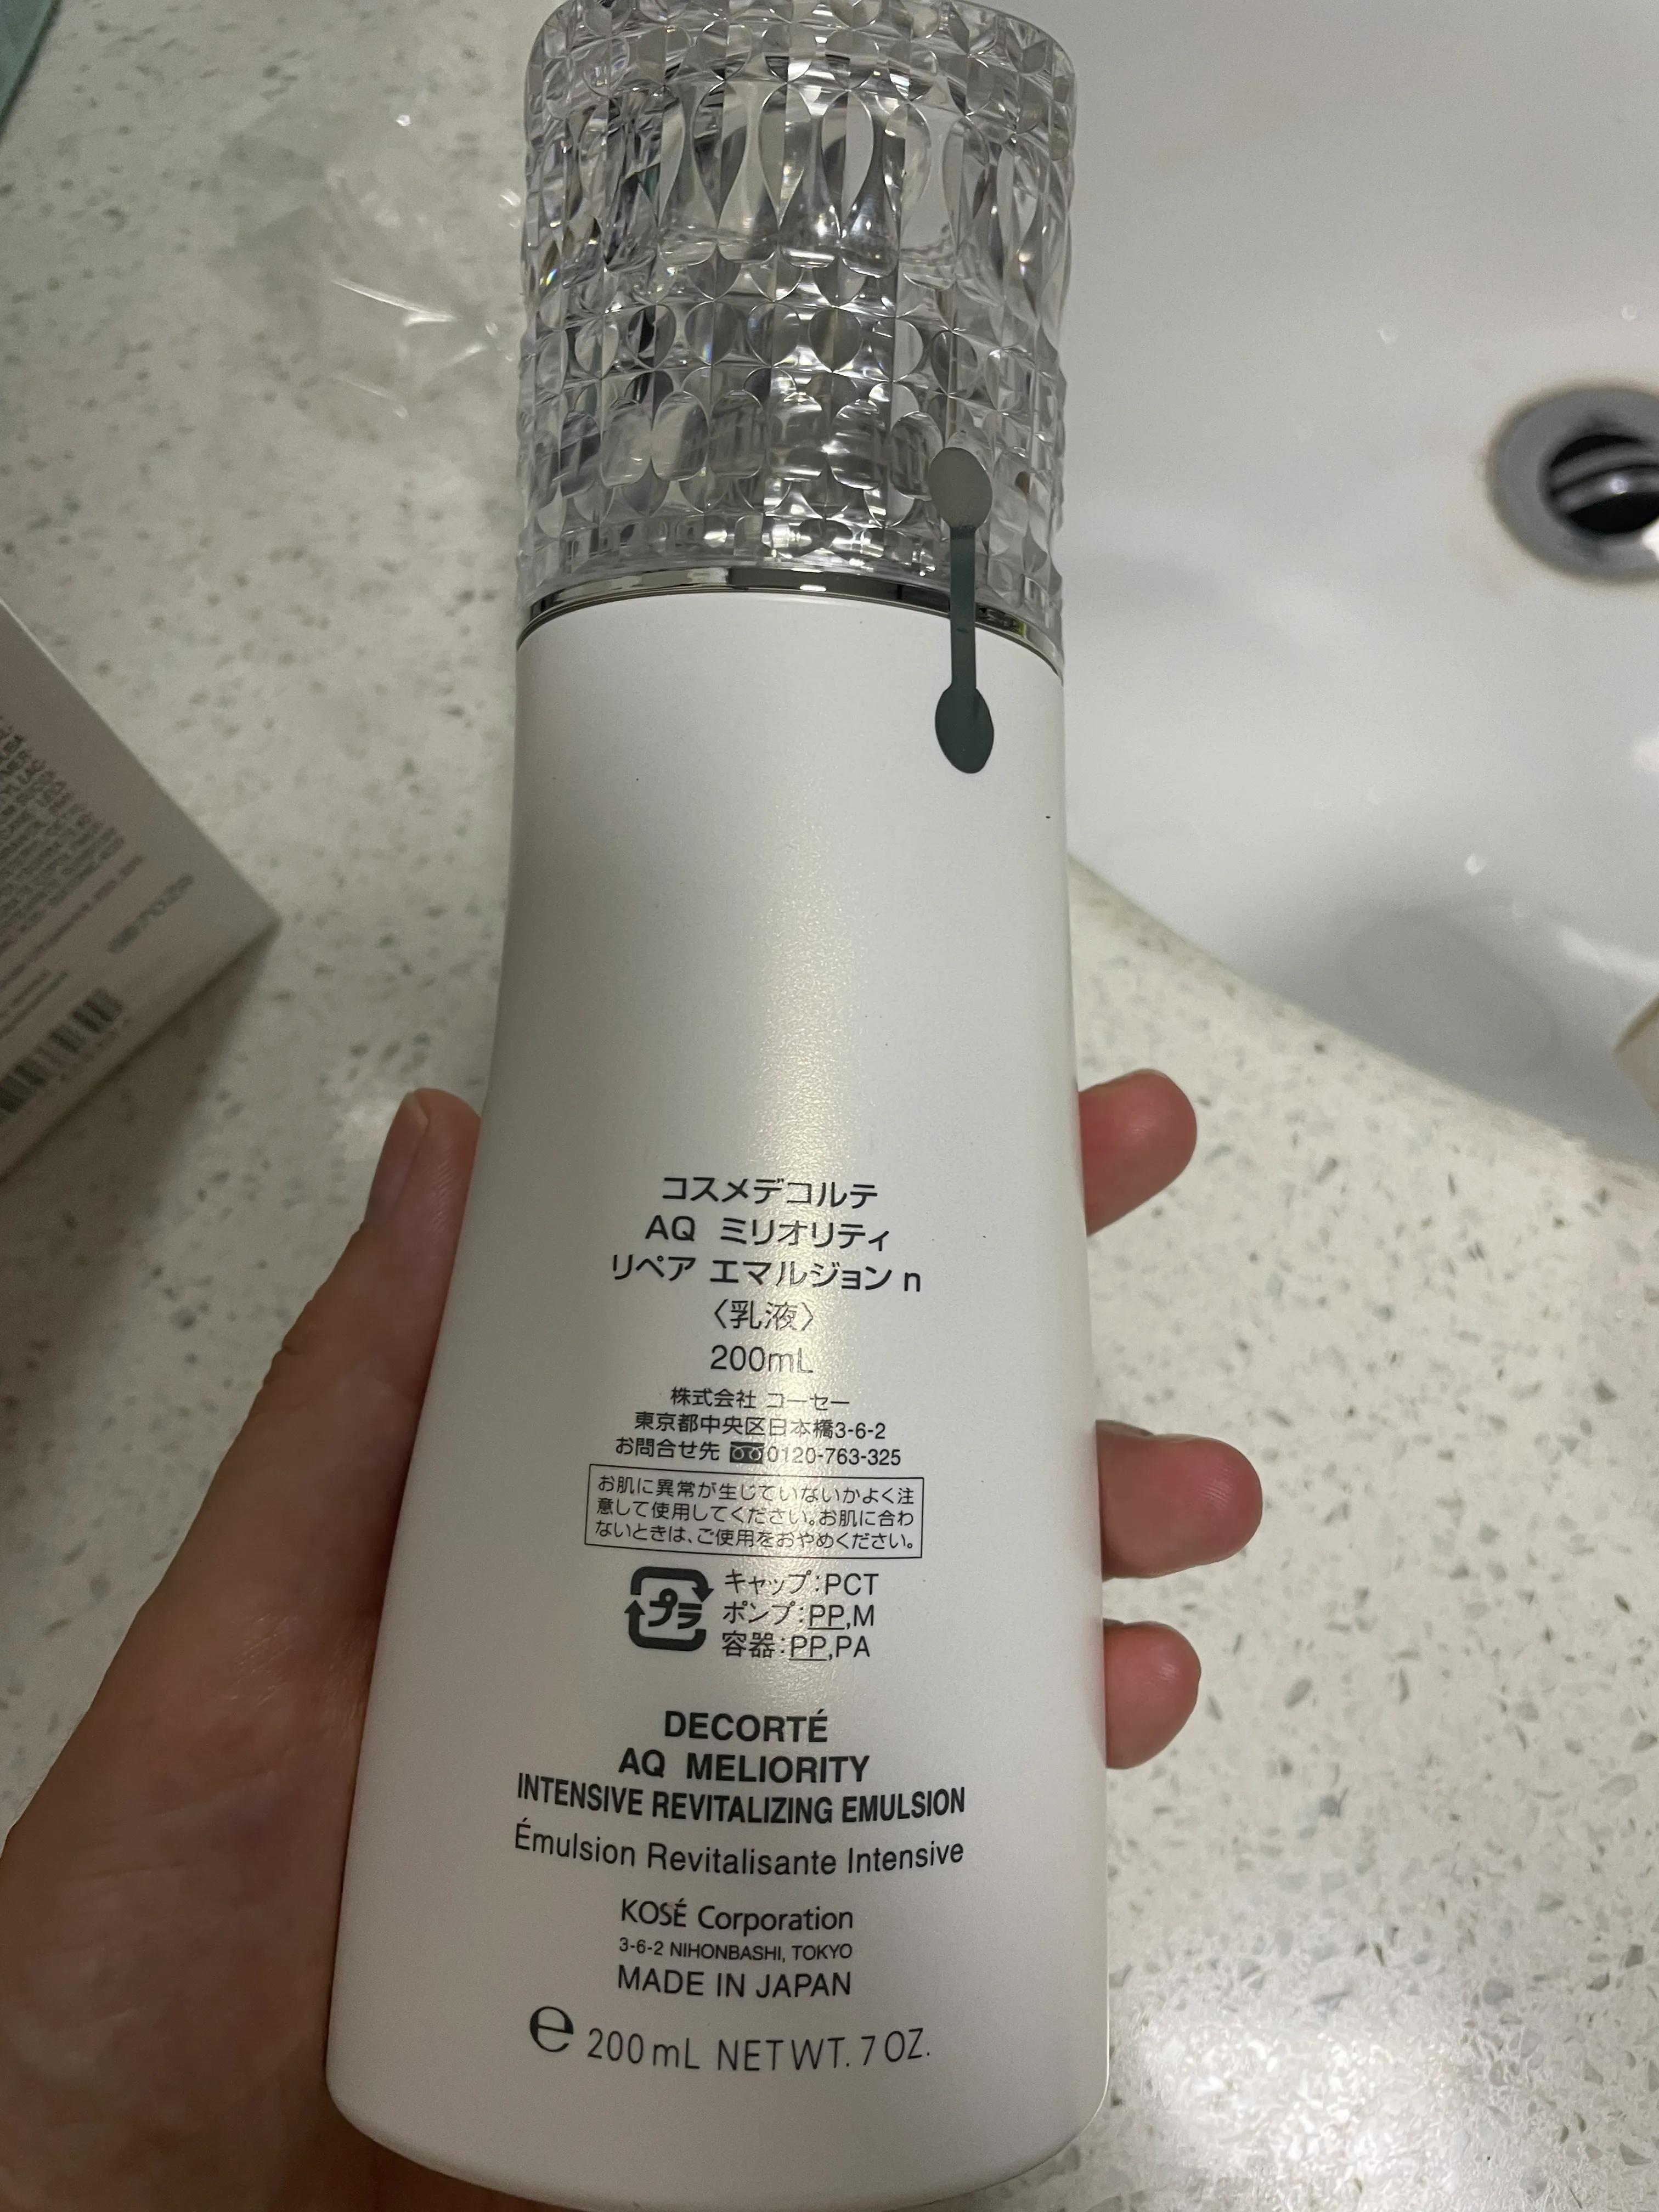 コスメデコルテ
AQ ミリオリティ
リペア エマルジョン n
〈乳液〉
200mL
株式会社 コーセー
東京都中央区日本橋3-6-2
お問合せ先 0120-763-325
お肌に異常が生じていないかよく注
意して使用してください。お肌に合わ
ないときは、ご使用をおやめください。
プラ
キャップ:PCT
ポンプ:PP,M
容器:PP,PA
DECORTÉ
AQ MELIORITY
INTENSIVE REVITALIZING EMULSION
Émulsion Revitalisante Intensive
KOSÉ Corporation
3-6-2 NIHONBASHI, TOKYO
MADE IN JAPAN
℮ 200mL NET WT. 7 OZ.